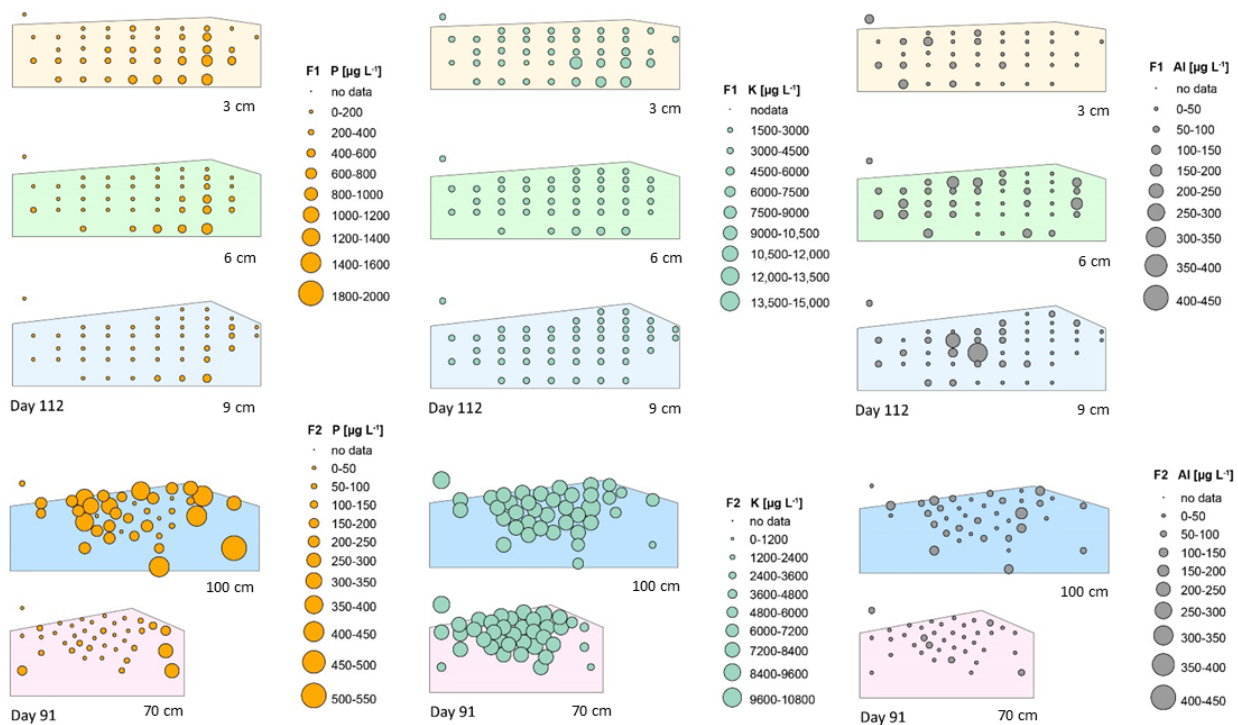 F1 P [µg L⁻¹]
no data
0-200
200-400
400-600
600-800
800-1000
1000-1200
1200-1400
1400-1600
1800-2000
3 cm
6 cm
Day 112
9 cm
F1 K [µg L⁻¹]
nodata
1500-3000
3000-4500
4500-6000
6000-7500
7500-9000
9000-10,500
10,500-12,000
12,000-13,500
13,500-15,000
3 cm
6 cm
Day 112
9 cm
F1 Al [µg L⁻¹]
no data
0-50
50-100
100-150
150-200
200-250
250-300
300-350
350-400
400-450
3 cm
6 cm
Day 112
9 cm
F2 P [µg L⁻¹]
no data
0-50
50-100
100-150
150-200
200-250
250-300
300-350
350-400
400-450
450-500
500-550
100 cm
Day 91
70 cm
F2 K [µg L⁻¹]
no data
0-1200
1200-2400
2400-3600
3600-4800
4800-6000
6000-7200
7200-8400
8400-9600
9600-10800
100 cm
Day 91
70 cm
F2 Al [µg L⁻¹]
no data
0-50
50-100
100-150
150-200
200-250
250-300
300-350
350-400
400-450
100 cm
Day 91
70 cm